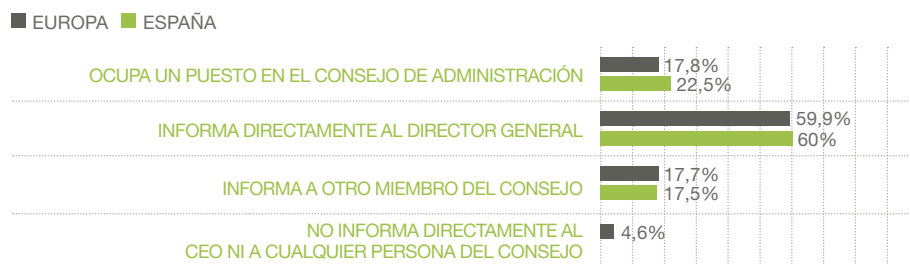 EUROPA ESPAÑA
OCUPA UN PUESTO EN EL CONSEJO DE ADMINISTRACIÓN
17,8%
22,5%
INFORMA DIRECTAMENTE AL DIRECTOR GENERAL
59,9%
60%
INFORMA A OTRO MIEMBRO DEL CONSEJO
17,7%
17,5%
NO INFORMA DIRECTAMENTE AL
CEO NI A CUALQUIER PERSONA DEL CONSEJO
4,6%